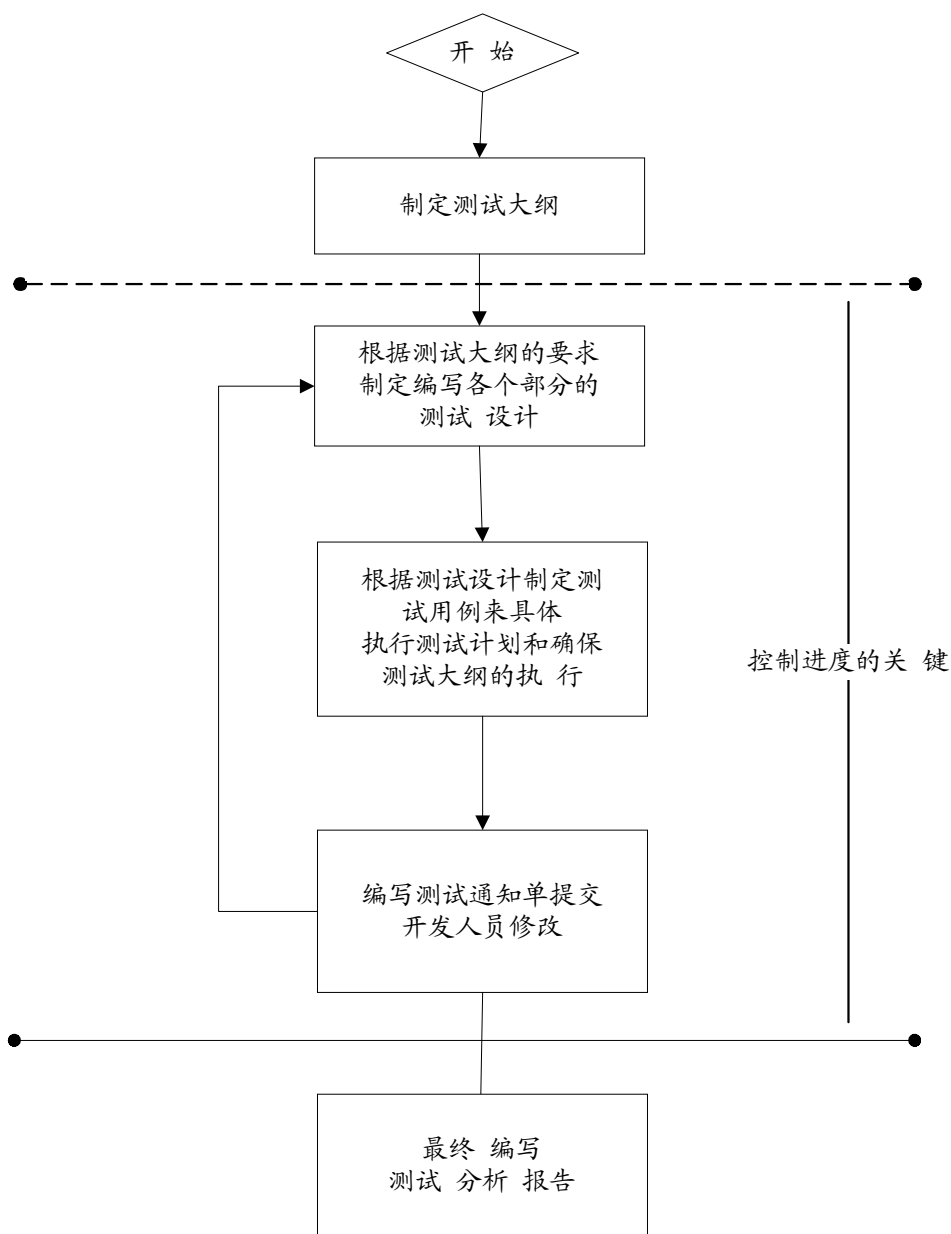 开 始
制定测试大纲
根据测试大纲的要求
制定编写各个部分的
测试 设计
根据测试设计制定测
试用例来具体
执行测试计划和确保
测试大纲的执 行
控制进度的关 键
编写测试通知单提交
开发人员修改
最终 编写
测试 分析 报告